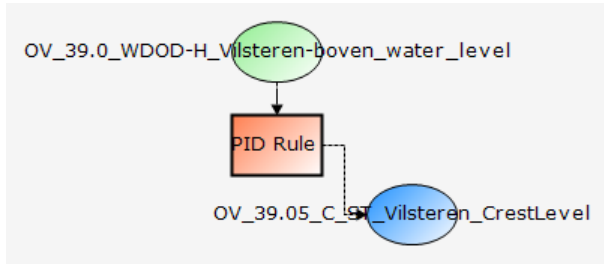 OV_39.0_WDOD-H_Vilsteren-boven_water_level
PID Rule
OV_39.05_C_ST_Vilsteren_CrestLevel